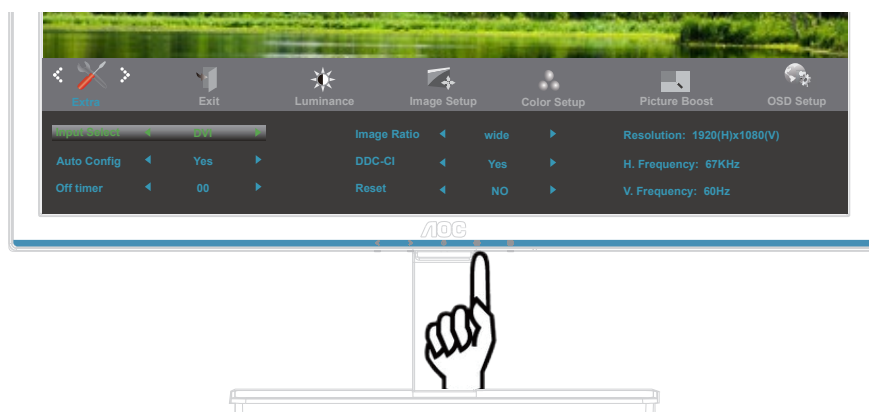 Extra Exit Luminance Image Setup Color Setup Picture Boost OSD Setup
Input Select DVI Image Ratio wide Resolution: 1920(H)x1080(V)
Auto Config Yes DDC-CI Yes H. Frequency: 67KHz
Off timer 00 Reset NO V. Frequency: 60Hz
AOC